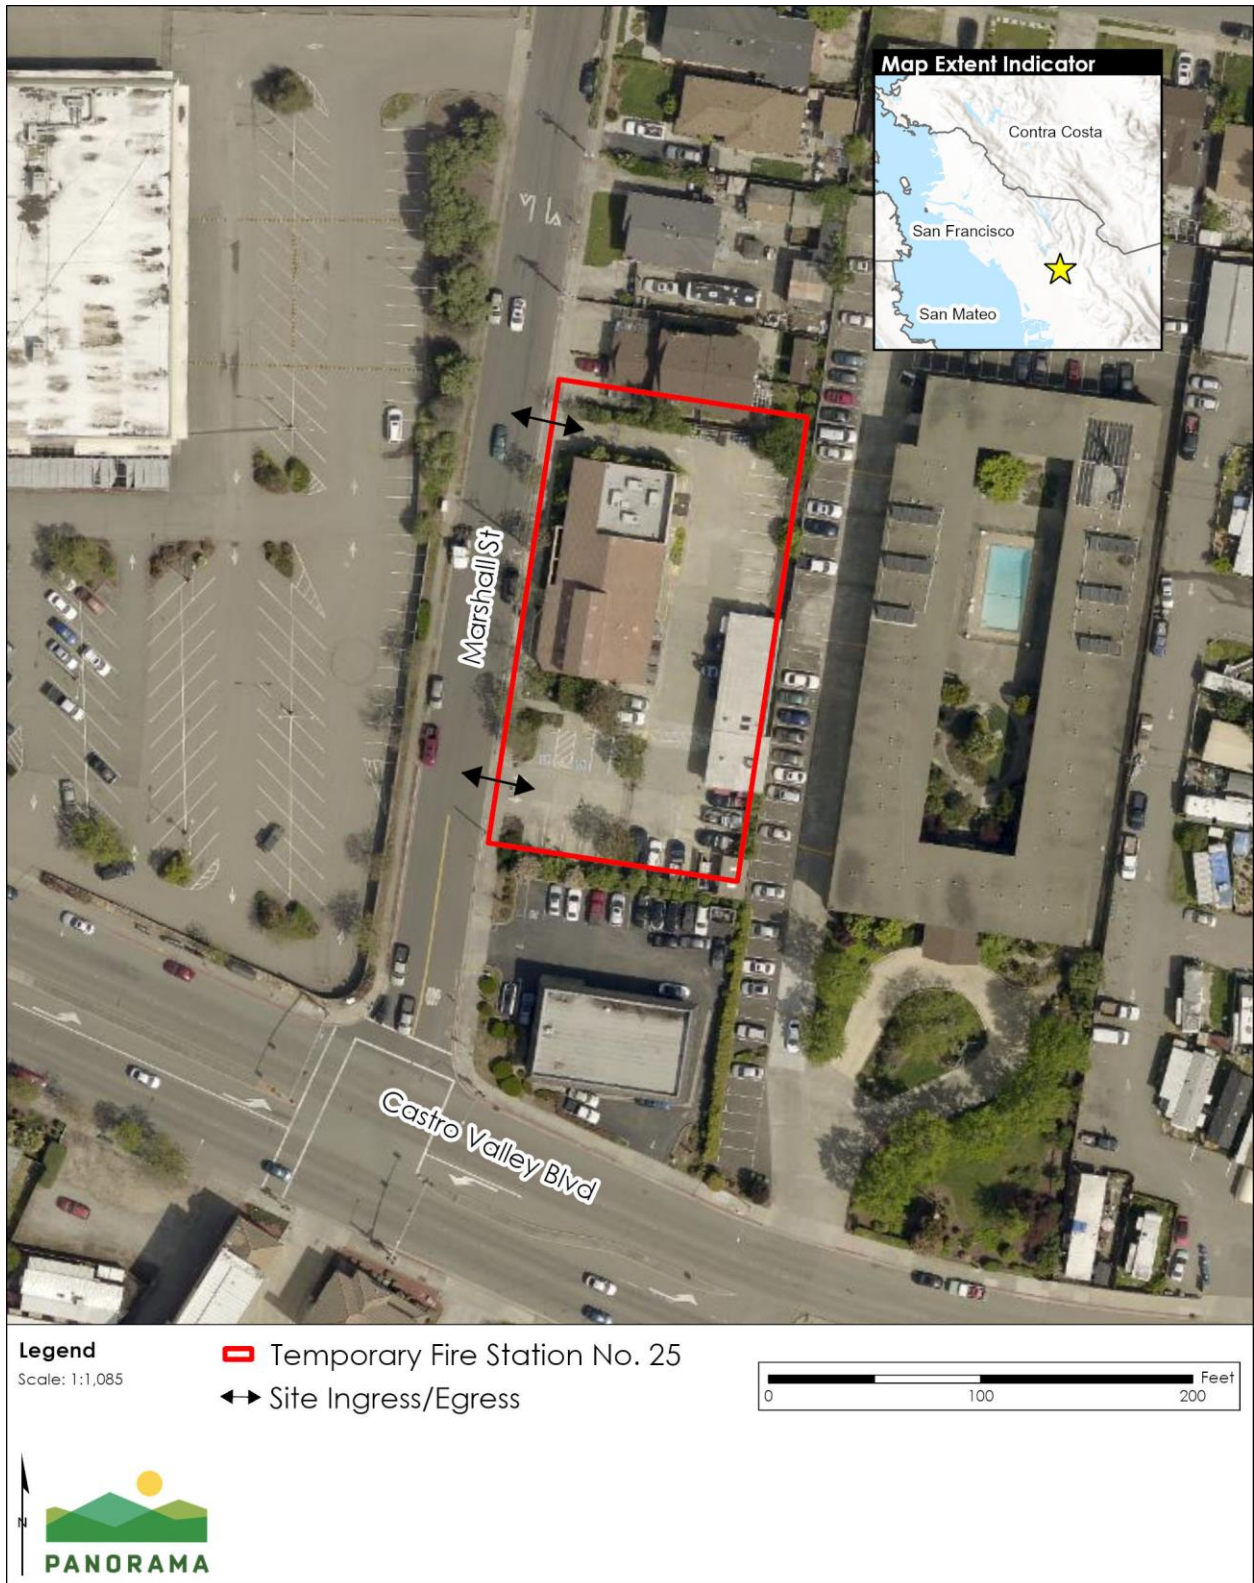 Map Extent Indicator
Contra Costa
San Francisco
San Mateo
Marshall St
Castro Valley Blvd
Legend
Scale: 1:1,085
Temporary Fire Station No. 25
Site Ingress/Egress
Feet
0 100 200
N
PANORAMA